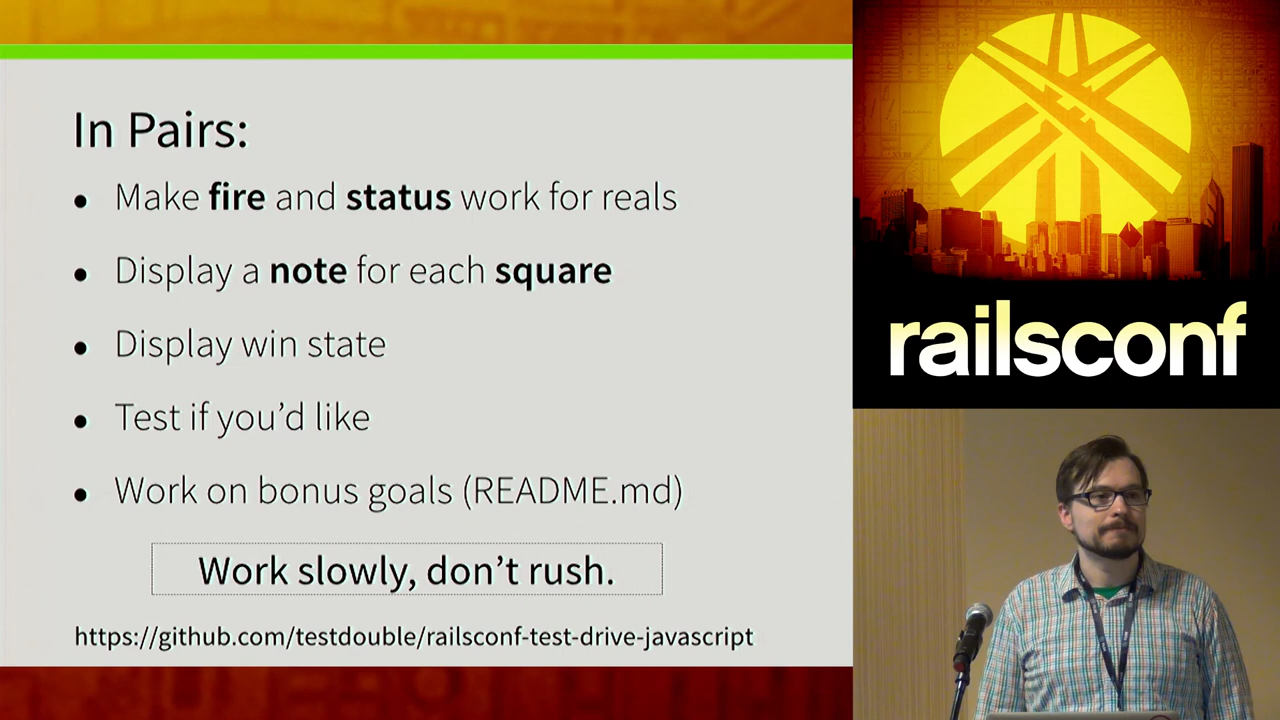 In Pairs:
• Make fire and status work for reals
• Display a note for each square
• Display win state
• Test if you’d like
• Work on bonus goals (README.md)
Work slowly, don’t rush.
https://github.com/testdouble/railsconf-test-drive-javascript
railsconf